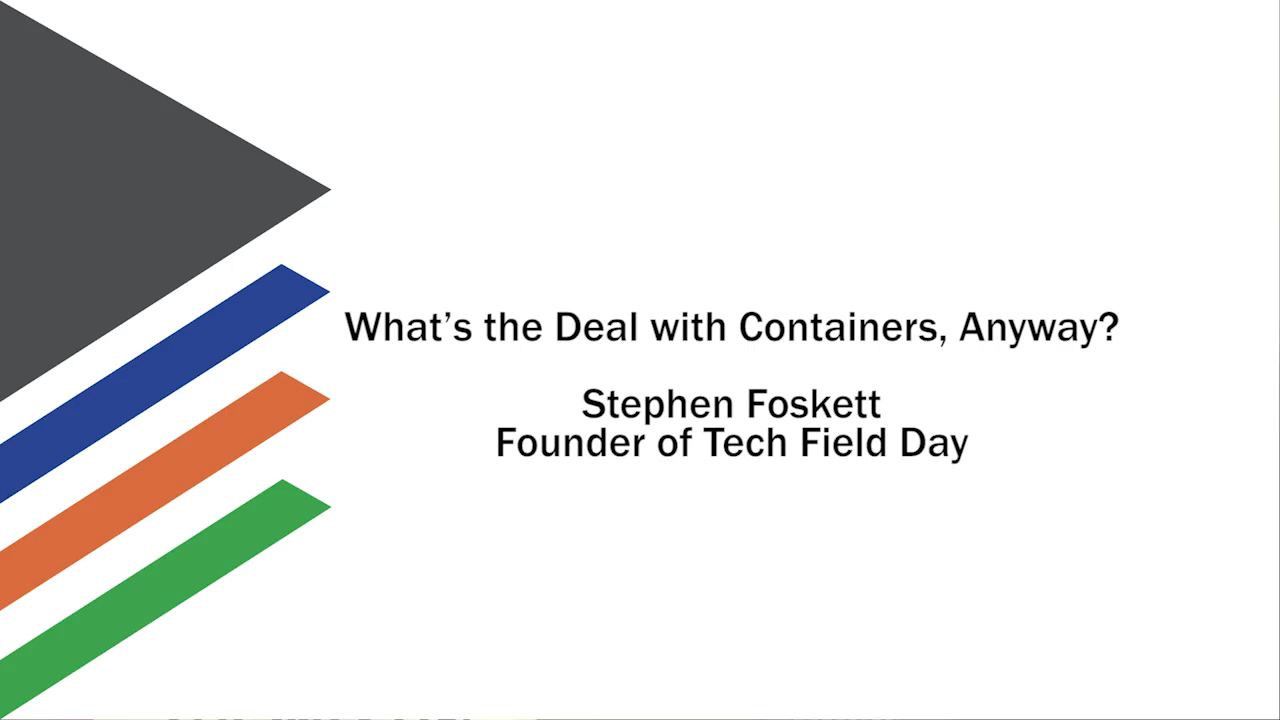 What’s the Deal with Containers, Anyway?
Stephen Foskett
Founder of Tech Field Day